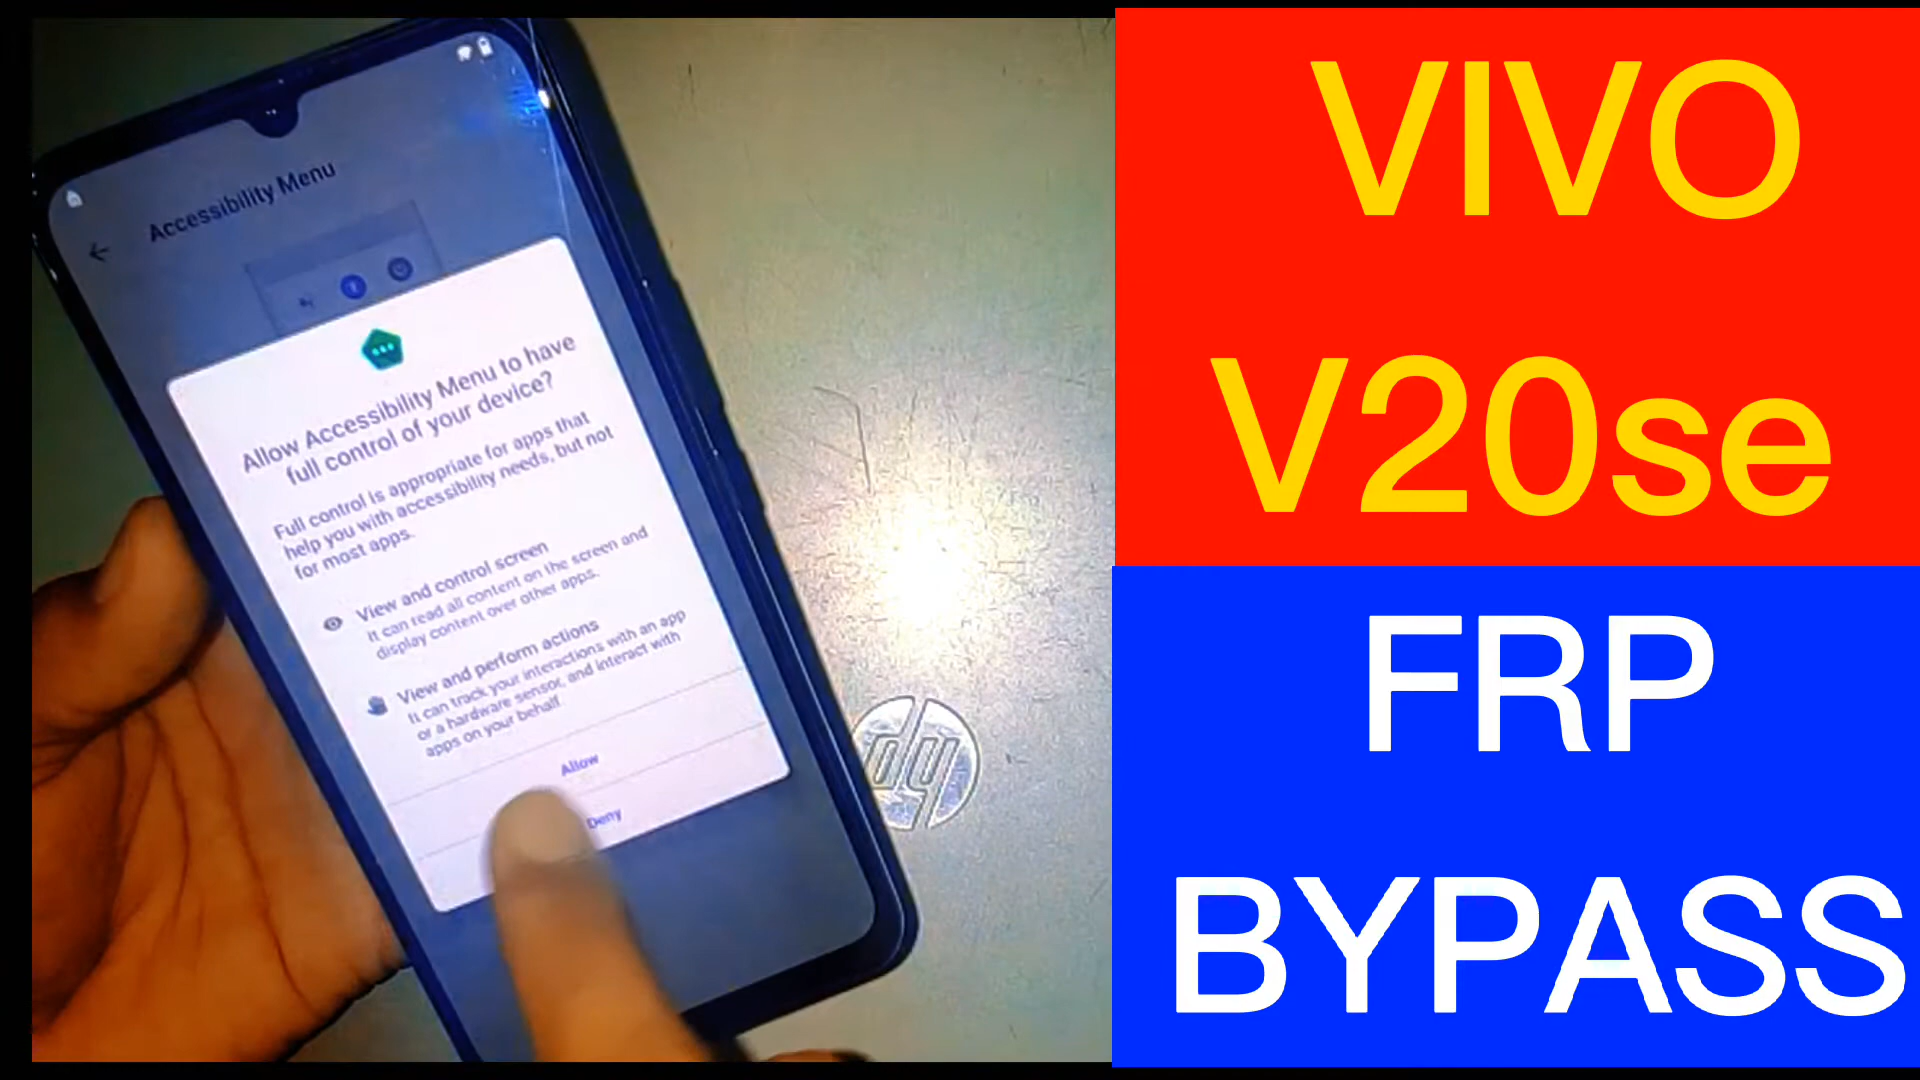 Accessibility Menu
Allow Accessibility Menu to have
full control of your device?
Full control is appropriate for apps that
help you with accessibility needs, but not
for most apps.
View and control screen
It can read all content on the screen and
display content over other apps.
View and perform actions
It can track your interactions with an app
or a hardware sensor, and interact with
apps on your behalf.
Allow
Deny
hp
VIVO
V20se
FRP
BYPASS